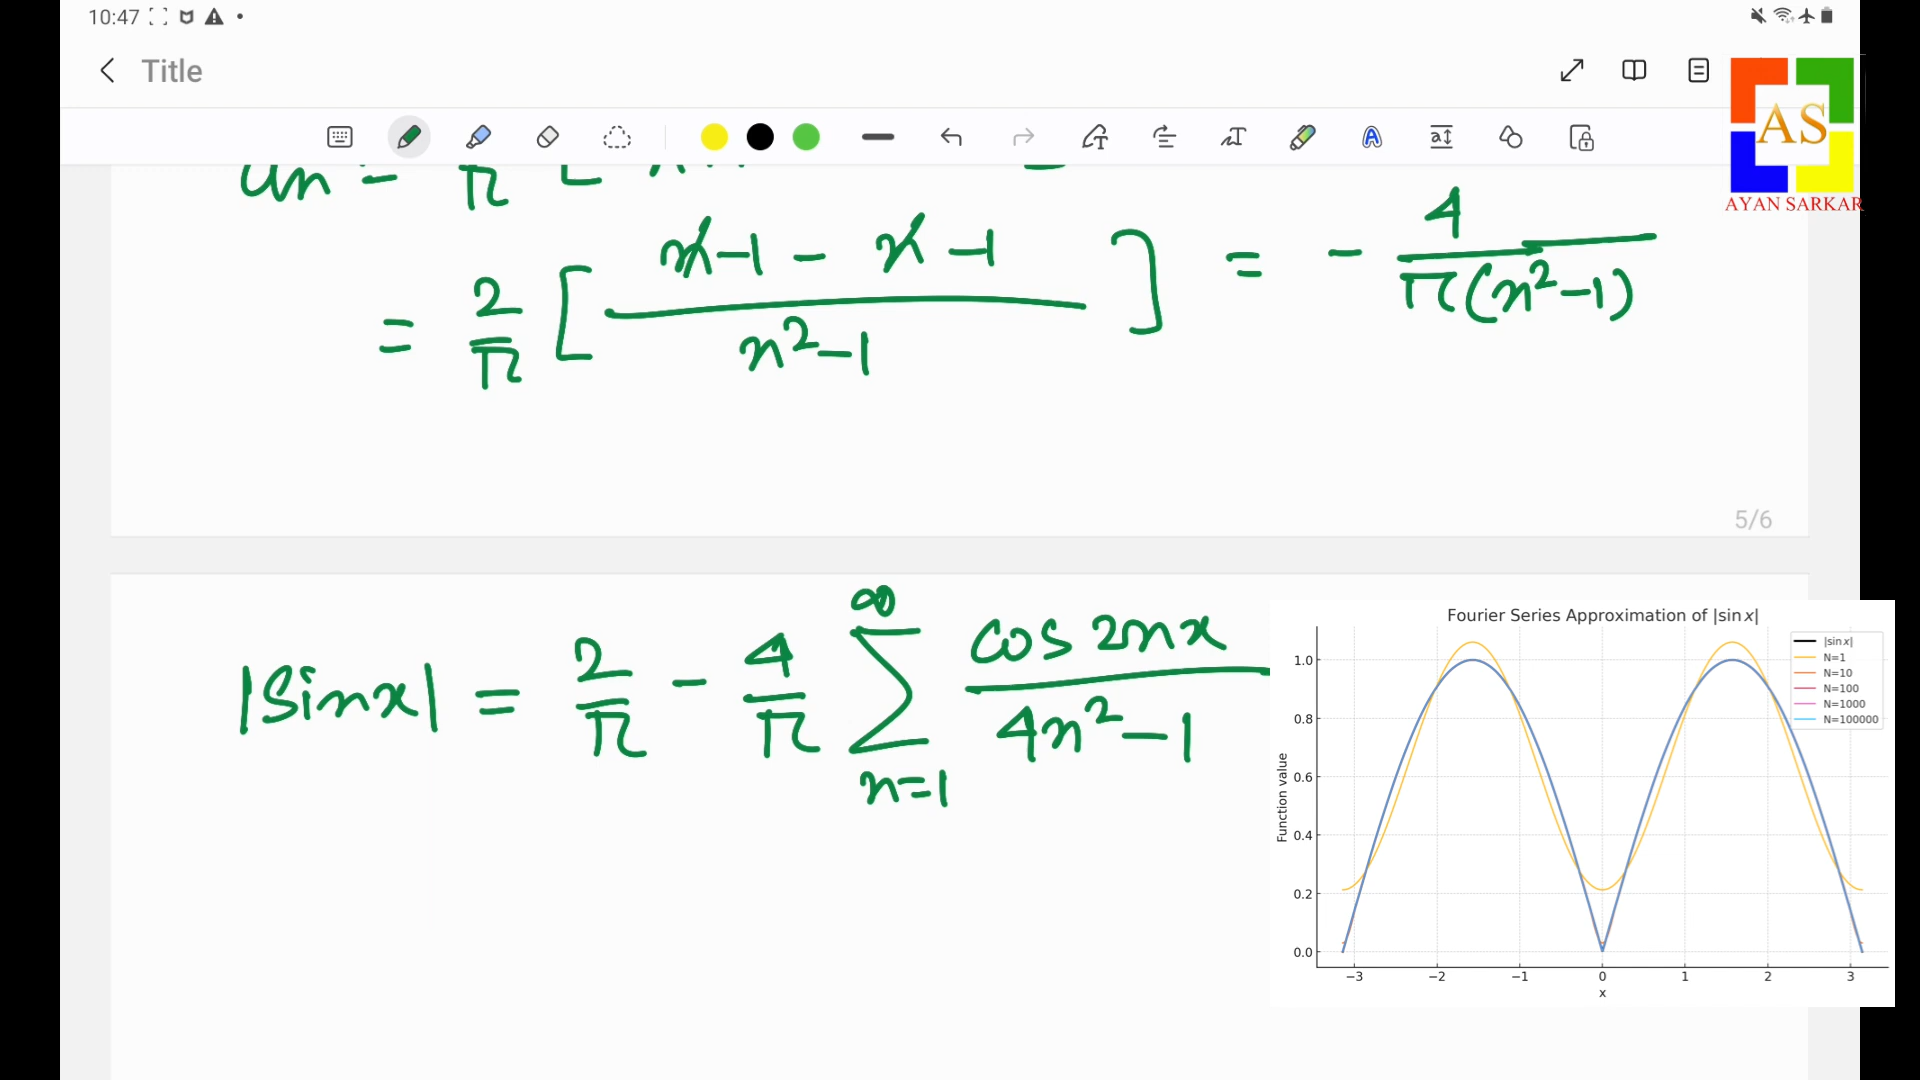 10:47
Title
AS
AYAN SARKAR
= 2/π [ (n-1 - n-1) / (n²-1) ] = - 4 / π(n²-1)
5/6
|Sinx| = 2/π - 4/π ∑_{n=1}^{∞} cos 2nx / (4n²-1)
Fourier Series Approximation of |sin x|
|sin x|
N=1
N=10
N=100
N=1000
N=100000
Function value
1.0
0.8
0.6
0.4
0.2
0.0
−3 −2 −1 0 1 2 3
x